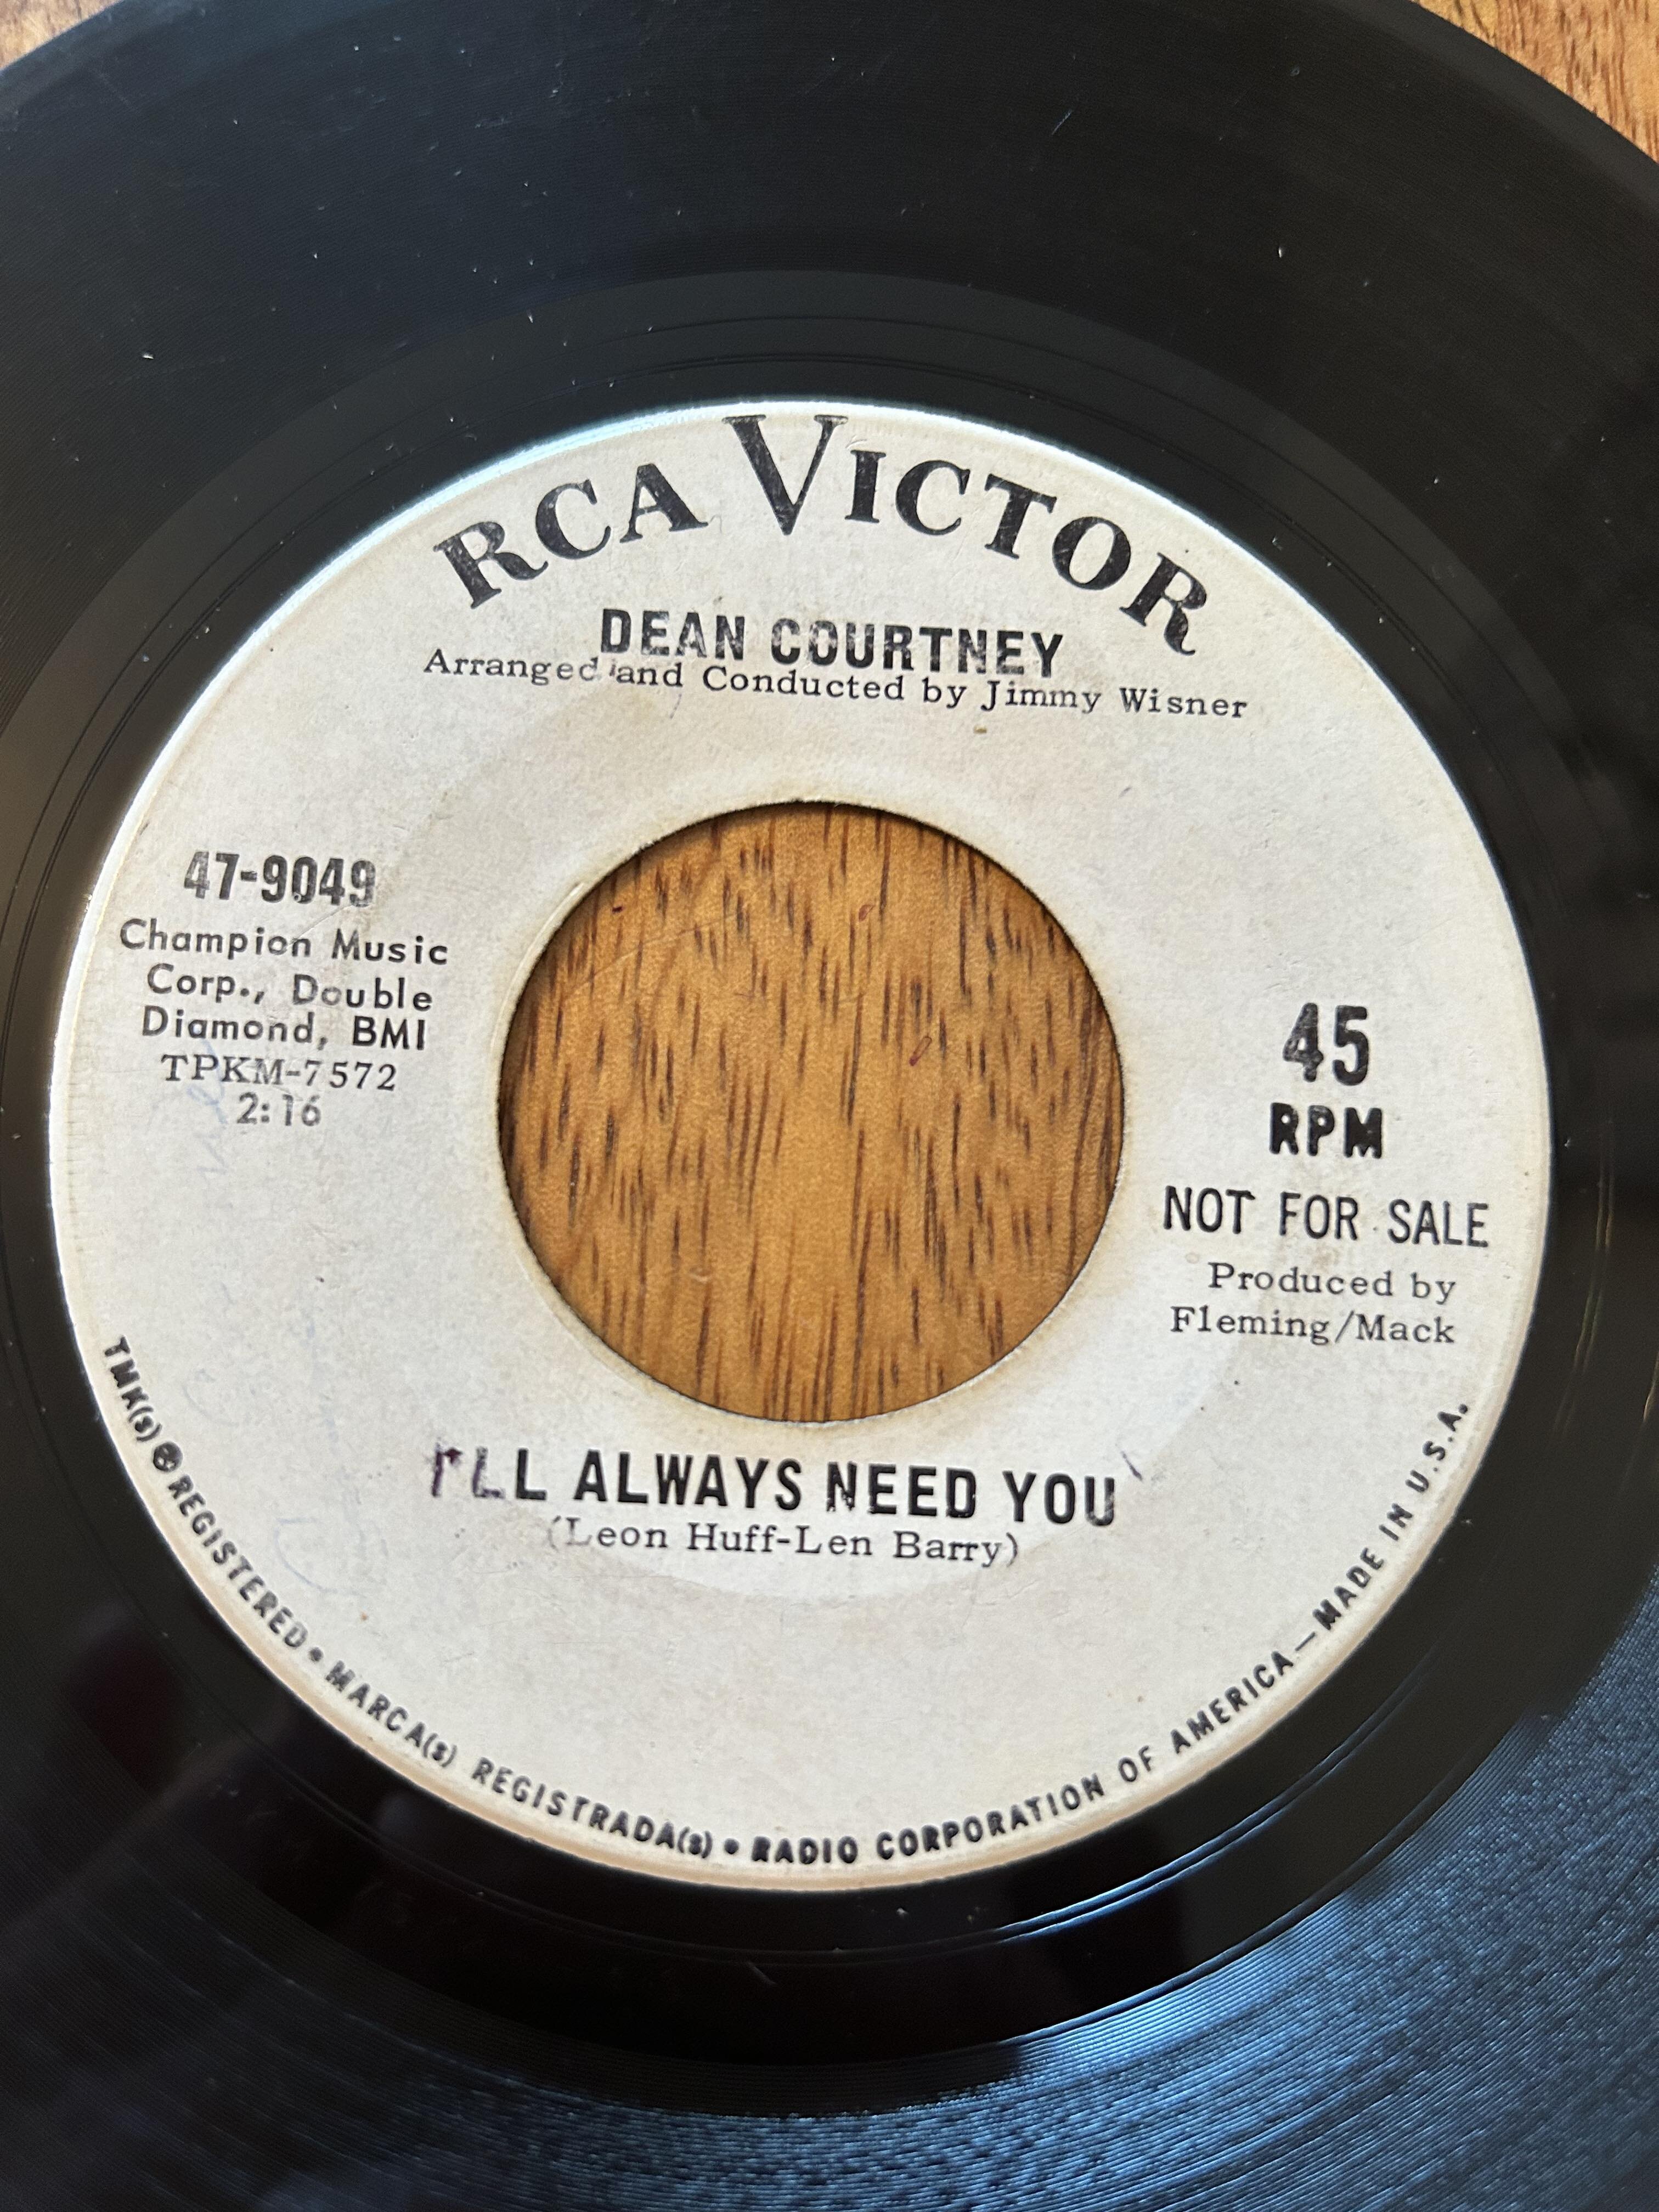 RCA VICTOR
DEAN COURTNEY
Arranged and Conducted by Jimmy Wisner
47-9049
Champion Music
Corp., Double
Diamond, BMI
TPKM-7572
2:16
45
RPM
NOT FOR SALE
Produced by
Fleming/Mack
I'LL ALWAYS NEED YOU
(Leon Huff-Len Barry)
TMK(s) ® REGISTERED • MARCA(s) REGISTRADA(s) • RADIO CORPORATION OF AMERICA—MADE IN U.S.A.